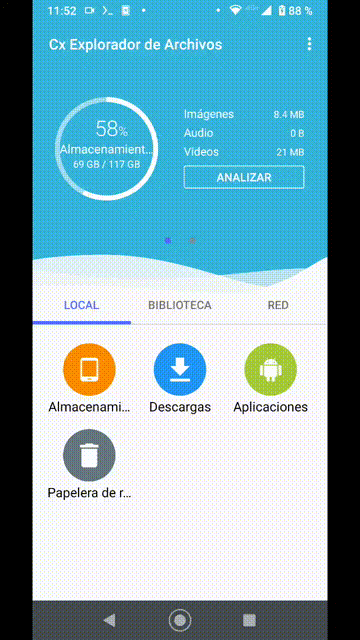 11:52 88 %
Cx Explorador de Archivos
58%
Almacenamient...
69 GB / 117 GB
Imágenes 8.4 MB
Audio 0 B
Videos 21 MB
ANALIZAR
LOCAL BIBLIOTECA RED
Almacenami... Descargas Aplicaciones
Papelera de r...